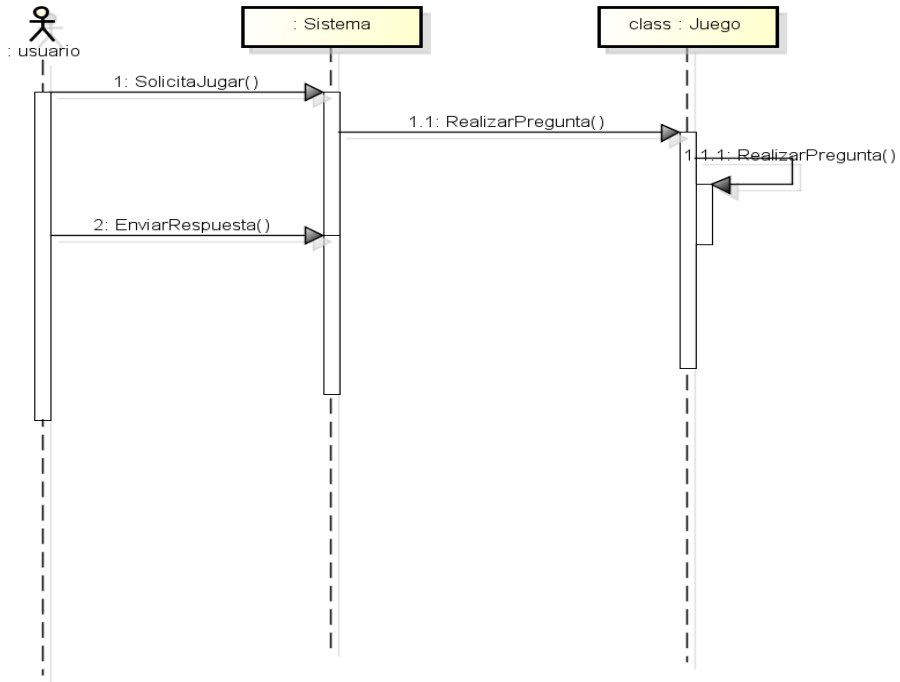 : Sistema
class : Juego
: usuario
1: SolicitaJugar()
1.1: RealizarPregunta()
1.1.1: RealizarPregunta()
2: EnviarRespuesta()